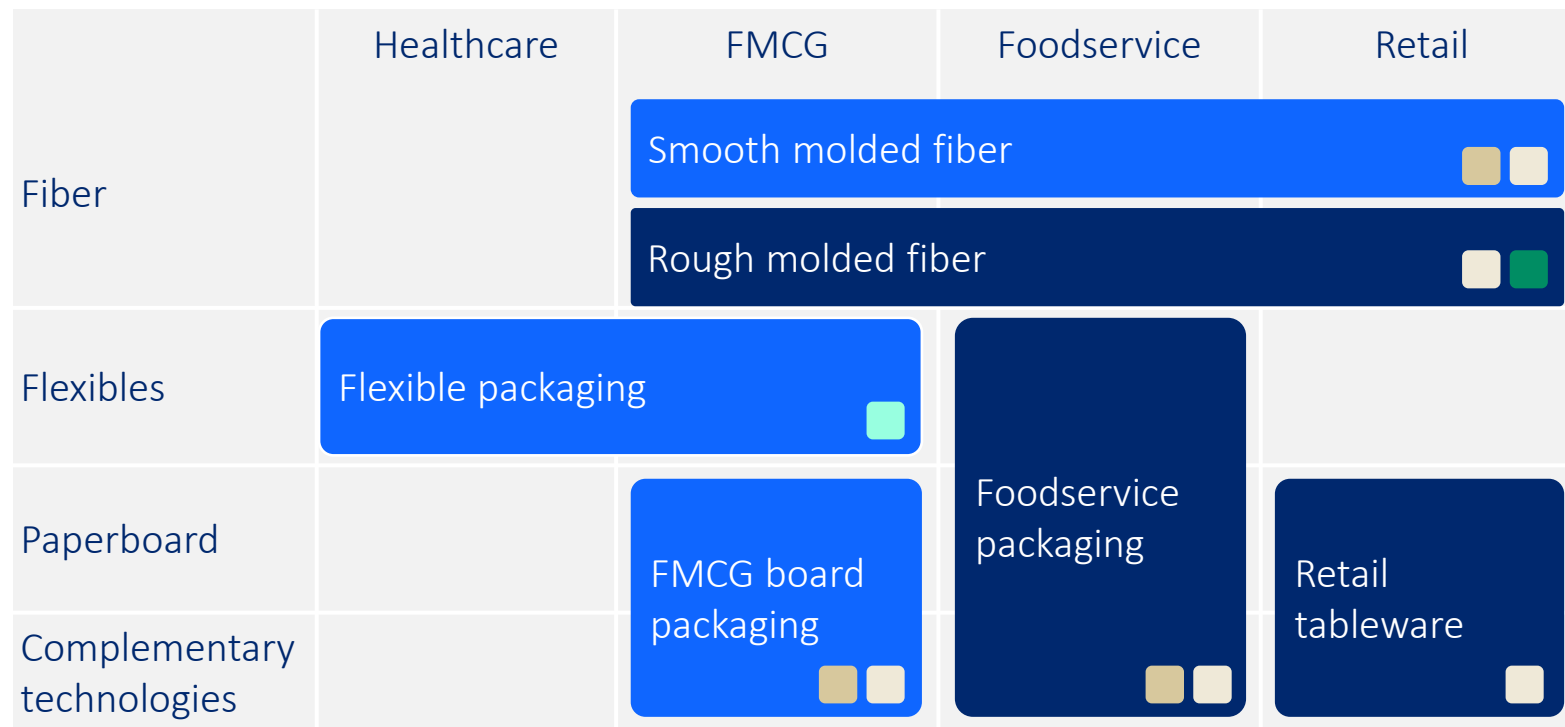 Healthcare
FMCG
Foodservice
Retail
Fiber
Smooth molded fiber
Rough molded fiber
Flexibles
Flexible packaging
Foodservice
packaging
Paperboard
FMCG board
packaging
Retail
tableware
Complementary
technologies